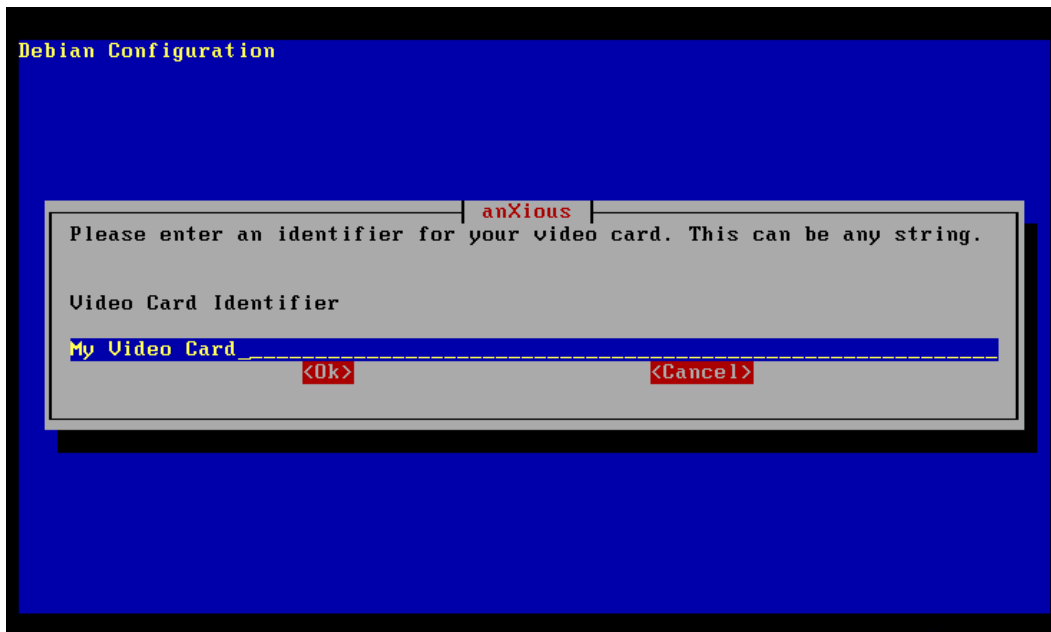 Debian Configuration
anXious
Please enter an identifier for your video card. This can be any string.
Video Card Identifier
My Video Card
<Ok> <Cancel>